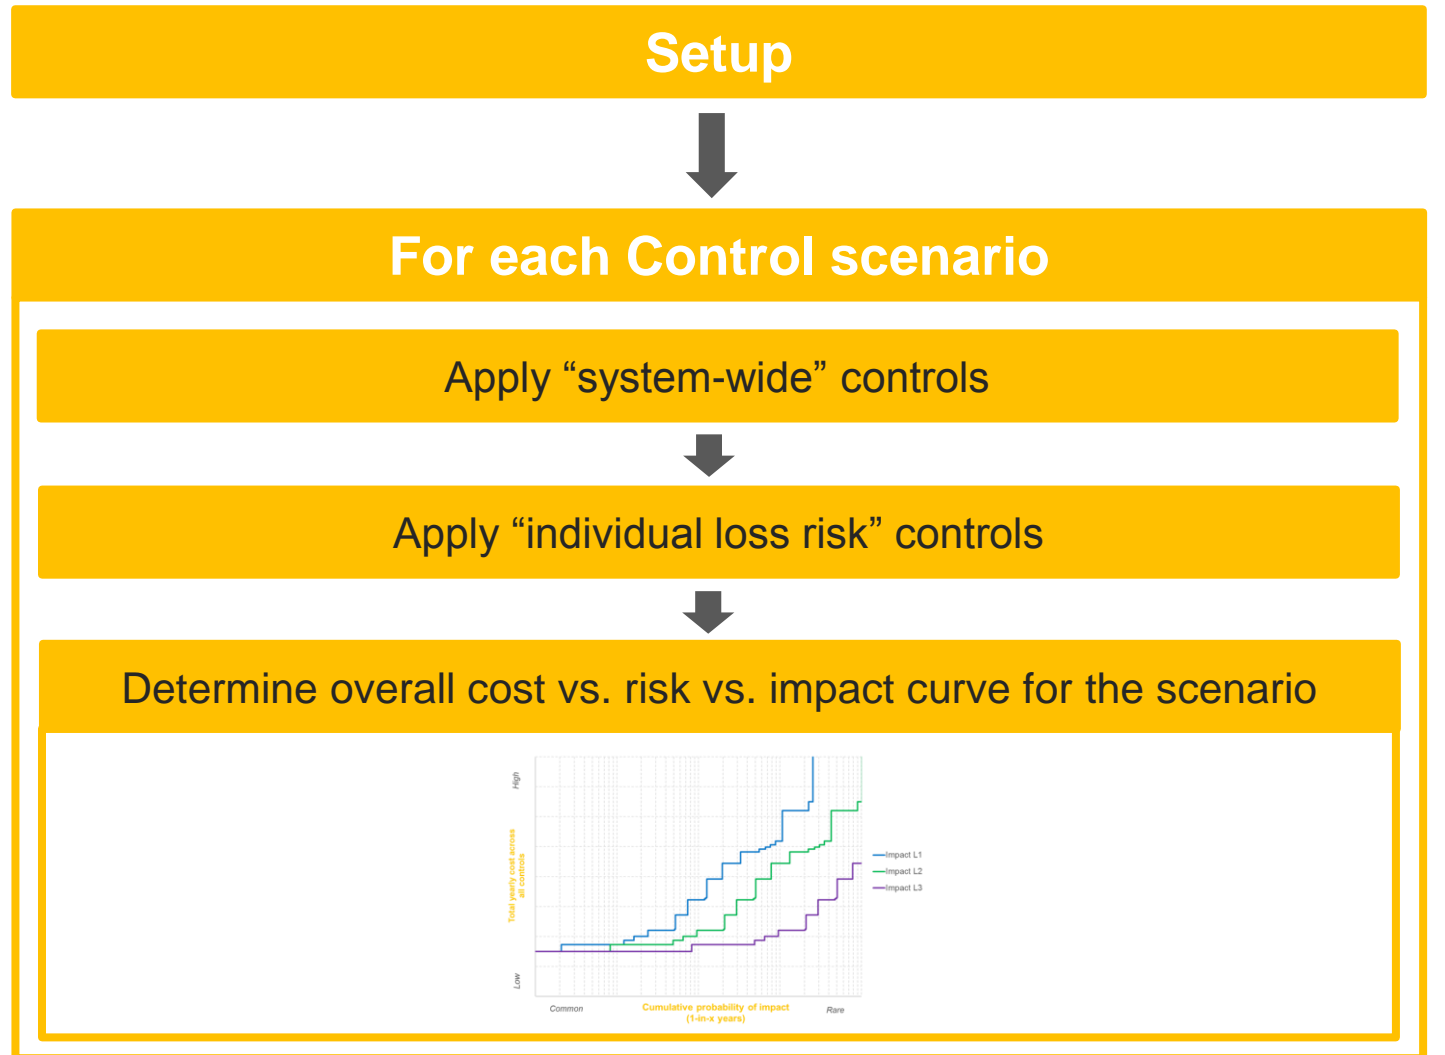 Setup
For each Control scenario
Apply “system-wide” controls
Apply “individual loss risk” controls
Determine overall cost vs. risk vs. impact curve for the scenario
High
Total yearly cost across
all controls
Low
Impact L1
Impact L2
Impact L3
Common
Cumulative probability of impact
(1-in-x years)
Rare